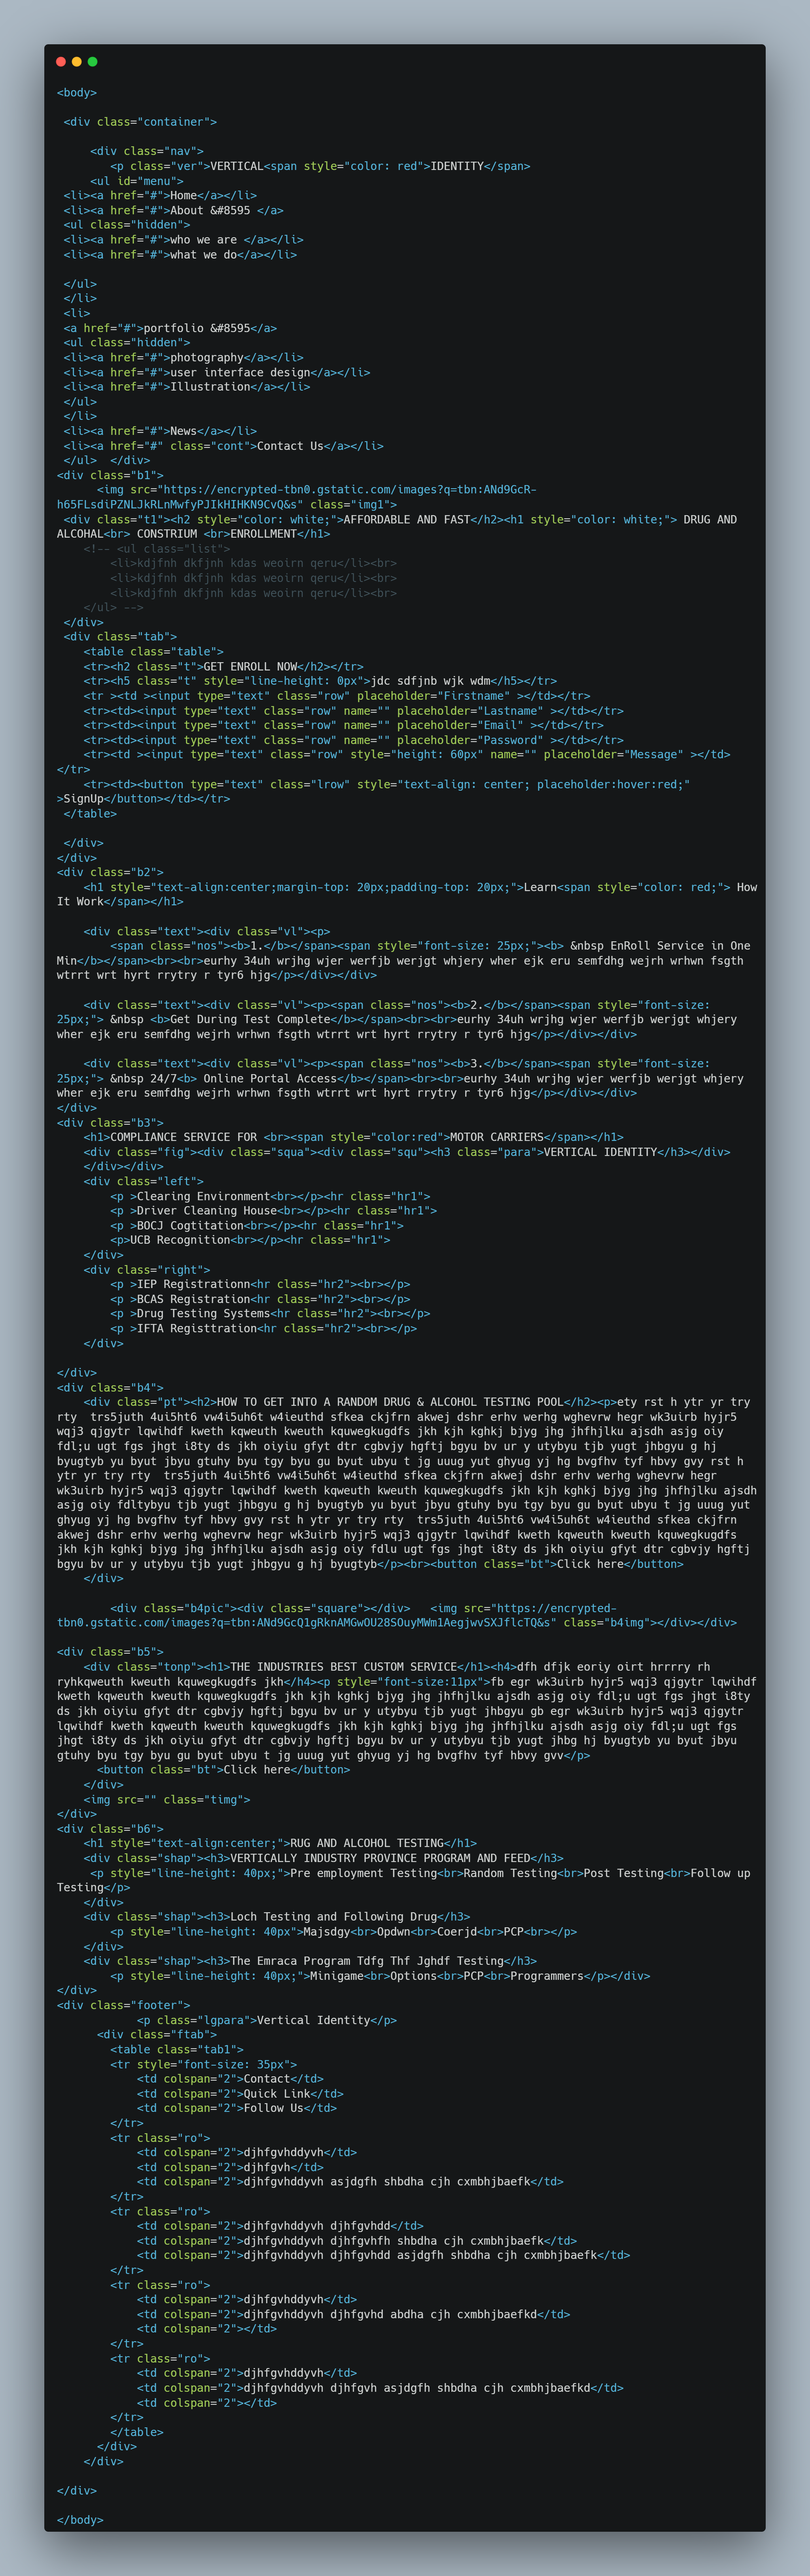 <body>
<div class="container">
<div class="nav">
<p class="ver">VERTICAL<span style="color: red">IDENTITY</span>
<ul id="menu">
<li><a href="#">Home</a></li>
<li><a href="#">About &#8595 </a>
<ul class="hidden">
<li><a href="#">who we are </a></li>
<li><a href="#">what we do</a></li>
</ul>
</li>
<li>
<a href="#">portfolio &#8595</a>
<ul class="hidden">
<li><a href="#">photography</a></li>
<li><a href="#">user interface design</a></li>
<li><a href="#">Illustration</a></li>
</ul>
</li>
<li><a href="#">News</a></li>
<li><a href="#" class="cont">Contact Us</a></li>
</ul>  </div>
<div class="b1">
<img src="https://encrypted-tbn0.gstatic.com/images?q=tbn:ANd9GcR-
h65FLsdiPZNLJkRLnMwfyPJIkHIHKN9CvQ&s" class="img1">
<div class="t1"><h2 style="color: white;">AFFORDABLE AND FAST</h2><h1 style="color: white;"> DRUG AND
ALCOHAL<br> CONSTRIUM <br>ENROLLMENT</h1>
<!-- <ul class="list">
<li>kdjfnh dkfjnh kdas weoirn qeru</li><br>
<li>kdjfnh dkfjnh kdas weoirn qeru</li><br>
<li>kdjfnh dkfjnh kdas weoirn qeru</li><br>
</ul> -->
</div>
<div class="tab">
<table class="table">
<tr><h2 class="t">GET ENROLL NOW</h2></tr>
<tr><h5 class="t" style="line-height: 0px">jdc sdfjnb wjk wdm</h5></tr>
<tr ><td ><input type="text" class="row" placeholder="Firstname" ></td></tr>
<tr><td><input type="text" class="row" name="" placeholder="Lastname" ></td></tr>
<tr><td><input type="text" class="row" name="" placeholder="Email" ></td></tr>
<tr><td><input type="text" class="row" name="" placeholder="Password" ></td></tr>
<tr><td ><input type="text" class="row" style="height: 60px" name="" placeholder="Message" ></td>
</tr>
<tr><td><button type="text" class="lrow" style="text-align: center; placeholder:hover:red;"
>SignUp</button></td></tr>
</table>
</div>
</div>
<div class="b2">
<h1 style="text-align:center;margin-top: 20px;padding-top: 20px;">Learn<span style="color: red;"> How
It Work</span></h1>
<div class="text"><div class="vl"><p>
<span class="nos"><b>1.</b></span><span style="font-size: 25px;"><b> &nbsp EnRoll Service in One
Min</b></span><br><br>eurhy 34uh wrjhg wjer werfjb werjgt whjery wher ejk eru semfdhg wejrh wrhwn fsgth
wtrrt wrt hyrt rrytry r tyr6 hjg</p></div></div>
<div class="text"><div class="vl"><p><span class="nos"><b>2.</b></span><span style="font-size:
25px;"> &nbsp <b>Get During Test Complete</b></span><br><br>eurhy 34uh wrjhg wjer werfjb werjgt whjery
wher ejk eru semfdhg wejrh wrhwn fsgth wtrrt wrt hyrt rrytry r tyr6 hjg</p></div></div>
<div class="text"><div class="vl"><p><span class="nos"><b>3.</b></span><span style="font-size:
25px;"> &nbsp 24/7<b> Online Portal Access</b></span><br><br>eurhy 34uh wrjhg wjer werfjb werjgt whjery
wher ejk eru semfdhg wejrh wrhwn fsgth wtrrt wrt hyrt rrytry r tyr6 hjg</p></div></div>
</div>
<div class="b3">
<h1>COMPLIANCE SERVICE FOR <br><span style="color:red">MOTOR CARRIERS</span></h1>
<div class="fig"><div class="squa"><div class="squ"><h3 class="para">VERTICAL IDENTITY</h3></div>
</div></div>
<div class="left">
<p >Clearing Environment<br></p><hr class="hr1">
<p >Driver Cleaning House<br></p><hr class="hr1">
<p >BOCJ Cogtitation<br></p><hr class="hr1">
<p>UCB Recognition<br></p><hr class="hr1">
</div>
<div class="right">
<p >IEP Registrationn<hr class="hr2"><br></p>
<p >BCAS Registration<hr class="hr2"><br></p>
<p >Drug Testing Systems<hr class="hr2"><br></p>
<p >IFTA Registtration<hr class="hr2"><br></p>
</div>
</div>
<div class="b4">
<div class="pt"><h2>HOW TO GET INTO A RANDOM DRUG & ALCOHOL TESTING POOL</h2><p>ety rst h ytr yr try
rty  trs5juth 4ui5ht6 vw4i5uh6t w4ieuthd sfkea ckjfrn akwej dshr erhv werhg wghevrw hegr wk3uirb hyjr5
wqj3 qjgytr lqwihdf kweth kqweuth kweuth kquwegkugdfs jkh kjh kghkj bjyg jhg jhfhjlku ajsdh asjg oiy
fdl;u ugt fgs jhgt i8ty ds jkh oiyiu gfyt dtr cgbvjy hgftj bgyu bv ur y utybyu tjb yugt jhbgyu g hj
byugtyb yu byut jbyu gtuhy byu tgy byu gu byut ubyu t jg uuug yut ghyug yj hg bvgfhv tyf hbvy gvy rst h
ytr yr try rty  trs5juth 4ui5ht6 vw4i5uh6t w4ieuthd sfkea ckjfrn akwej dshr erhv werhg wghevrw hegr
wk3uirb hyjr5 wqj3 qjgytr lqwihdf kweth kqweuth kweuth kquwegkugdfs jkh kjh kghkj bjyg jhg jhfhjlku ajsdh
asjg oiy fdltybyu tjb yugt jhbgyu g hj byugtyb yu byut jbyu gtuhy byu tgy byu gu byut ubyu t jg uuug yut
ghyug yj hg bvgfhv tyf hbvy gvy rst h ytr yr try rty  trs5juth 4ui5ht6 vw4i5uh6t w4ieuthd sfkea ckjfrn
akwej dshr erhv werhg wghevrw hegr wk3uirb hyjr5 wqj3 qjgytr lqwihdf kweth kqweuth kweuth kquwegkugdfs
jkh kjh kghkj bjyg jhg jhfhjlku ajsdh asjg oiy fdlu ugt fgs jhgt i8ty ds jkh oiyiu gfyt dtr cgbvjy hgftj
bgyu bv ur y utybyu tjb yugt jhbgyu g hj byugtyb</p><br><button class="bt">Click here</button>
</div>
<div class="b4pic"><div class="square"></div>   <img src="https://encrypted-
tbn0.gstatic.com/images?q=tbn:ANd9GcQ1gRknAMGwOU28SOuyMWm1AegjwvSXJflcTQ&s" class="b4img"></div></div>
<div class="b5">
<div class="tonp"><h1>THE INDUSTRIES BEST CUSTOM SERVICE</h1><h4>dfh dfjk eoriy oirt hrrrry rh
ryhkqweuth kweuth kquwegkugdfs jkh</h4><p style="font-size:11px">fb egr wk3uirb hyjr5 wqj3 qjgytr lqwihdf
kweth kqweuth kweuth kquwegkugdfs jkh kjh kghkj bjyg jhg jhfhjlku ajsdh asjg oiy fdl;u ugt fgs jhgt i8ty
ds jkh oiyiu gfyt dtr cgbvjy hgftj bgyu bv ur y utybyu tjb yugt jhbgyu gb egr wk3uirb hyjr5 wqj3 qjgytr
lqwihdf kweth kqweuth kweuth kquwegkugdfs jkh kjh kghkj bjyg jhg jhfhjlku ajsdh asjg oiy fdl;u ugt fgs
jhgt i8ty ds jkh oiyiu gfyt dtr cgbvjy hgftj bgyu bv ur y utybyu tjb yugt jhbg hj byugtyb yu byut jbyu
gtuhy byu tgy byu gu byut ubyu t jg uuug yut ghyug yj hg bvgfhv tyf hbvy gvv</p>
<button class="bt">Click here</button>
</div>
<img src="" class="timg">
</div>
<div class="b6">
<h1 style="text-align:center;">RUG AND ALCOHOL TESTING</h1>
<div class="shap"><h3>VERTICALLY INDUSTRY PROVINCE PROGRAM AND FEED</h3>
<p style="line-height: 40px;">Pre employment Testing<br>Random Testing<br>Post Testing<br>Follow up
Testing</p>
</div>
<div class="shap"><h3>Loch Testing and Following Drug</h3>
<p style="line-height: 40px">Majsdgy<br>Opdwn<br>Coerjd<br>PCP<br></p>
</div>
<div class="shap"><h3>The Emraca Program Tdfg Thf Jghdf Testing</h3>
<p style="line-height: 40px;">Minigame<br>Options<br>PCP<br>Programmers</p></div>
</div>
<div class="footer">
<p class="lgpara">Vertical Identity</p>
<div class="ftab">
<table class="tab1">
<tr style="font-size: 35px">
<td colspan="2">Contact</td>
<td colspan="2">Quick Link</td>
<td colspan="2">Follow Us</td>
</tr>
<tr class="ro">
<td colspan="2">djhfgvhddyvh</td>
<td colspan="2">djhfgvh</td>
<td colspan="2">djhfgvhddyvh asjdgfh shbdha cjh cxmbhjbaefk</td>
</tr>
<tr class="ro">
<td colspan="2">djhfgvhddyvh djhfgvhdd</td>
<td colspan="2">djhfgvhddyvh djhfgvhfh shbdha cjh cxmbhjbaefk</td>
<td colspan="2">djhfgvhddyvh djhfgvhdd asjdgfh shbdha cjh cxmbhjbaefk</td>
</tr>
<tr class="ro">
<td colspan="2">djhfgvhddyvh</td>
<td colspan="2">djhfgvhddyvh djhfgvhd abdha cjh cxmbhjbaefkd</td>
<td colspan="2"></td>
</tr>
<tr class="ro">
<td colspan="2">djhfgvhddyvh</td>
<td colspan="2">djhfgvhddyvh djhfgvh asjdgfh shbdha cjh cxmbhjbaefkd</td>
<td colspan="2"></td>
</tr>
</table>
</div>
</div>
</div>
</body>